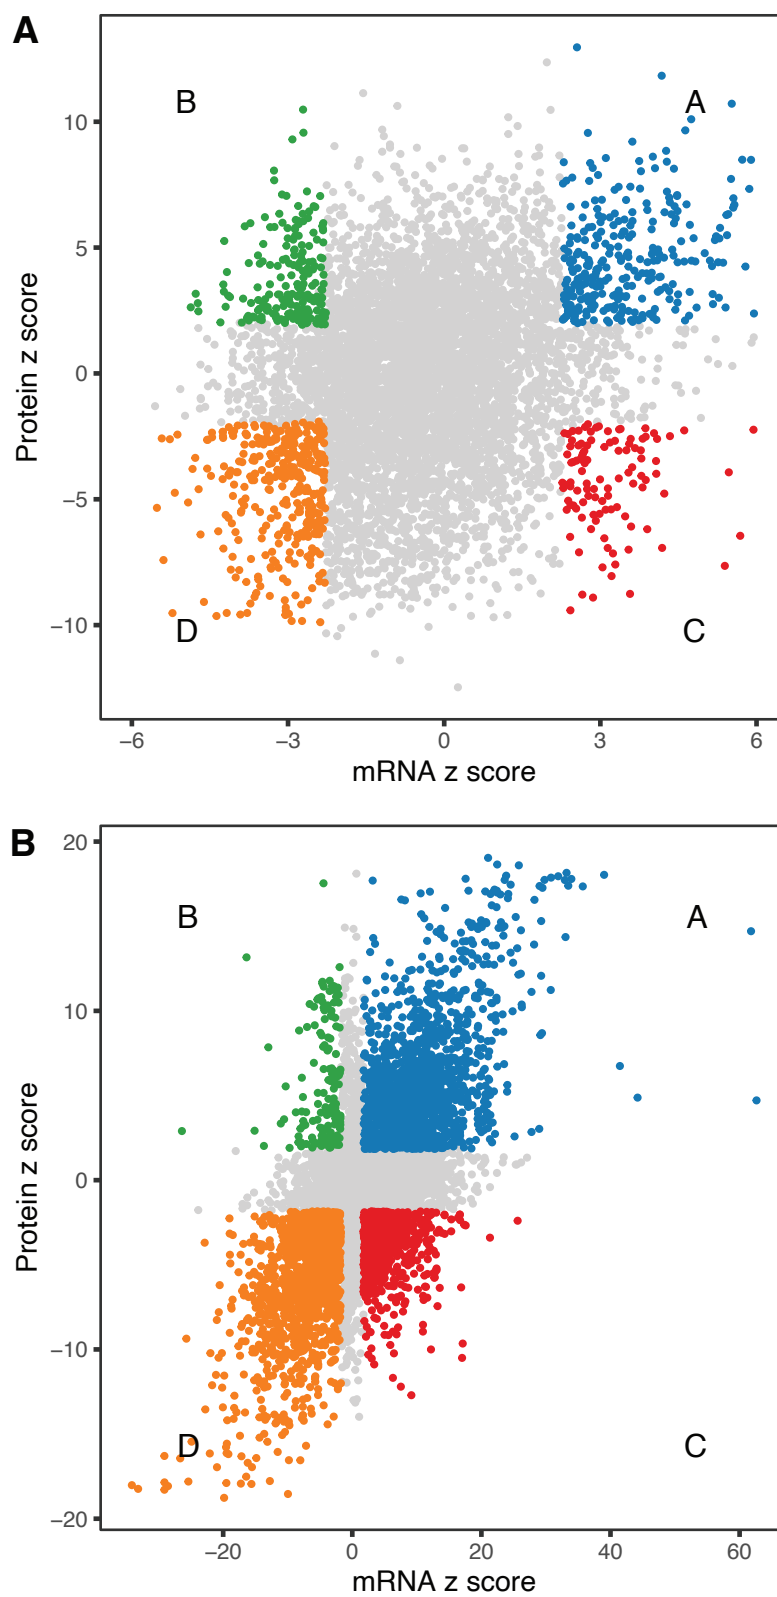 A
B A
10
5
0
−5
−10
D C
−6 −3 0 3 6
mRNA z score
Protein z score
B
20
B A
10
0
−10
D C
−20
−20 0 20 40 60
mRNA z score
Protein z score